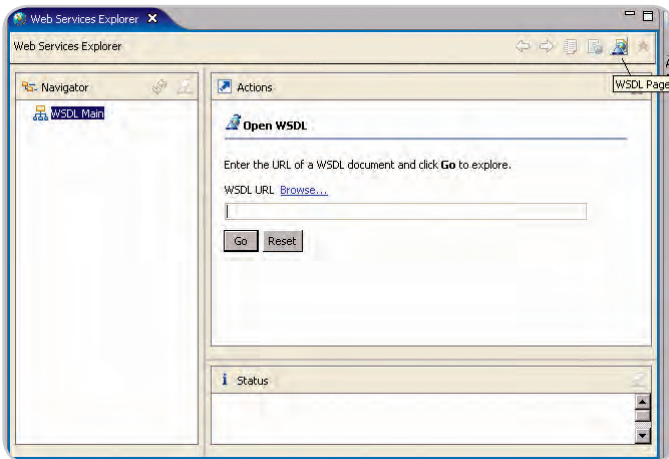 Web Services Explorer
Web Services Explorer
WSDL Page
Navigator
WSDL Main
Actions
Open WSDL
Enter the URL of a WSDL document and click Go to explore.
WSDL URL Browse...
Go Reset
i Status